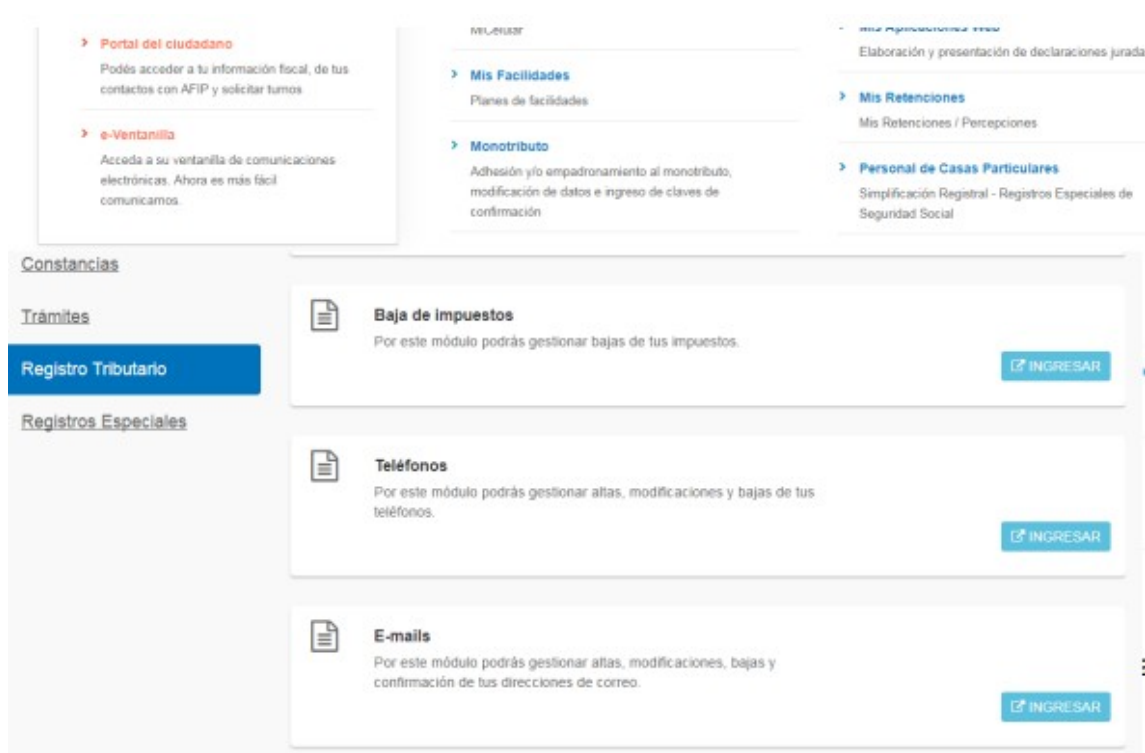 Portal del ciudadano
Podés acceder a tu información fiscal, de tus
contactos con AFIP y solicitar turnos
e-Ventanilla
Acceda a su ventanilla de comunicaciones
electrónicas. Ahora es más fácil
comunicarnos.
MiCelular
Mis Facilidades
Planes de facilidades
Monotributo
Adhesión y/o empadronamiento al monotributo,
modificación de datos e ingreso de claves de
confirmación
Mis Aplicaciones Web
Elaboración y presentación de declaraciones jurada
Mis Retenciones
Mis Retenciones / Percepciones
Personal de Casas Particulares
Simplificación Registral - Registros Especiales de
Seguridad Social
Constancias
Trámites
Registro Tributario
Registros Especiales
Baja de impuestos
Por este módulo podrás gestionar bajas de tus impuestos.
INGRESAR
Teléfonos
Por este módulo podrás gestionar altas, modificaciones y bajas de tus
teléfonos.
INGRESAR
E-mails
Por este módulo podrás gestionar altas, modificaciones, bajas y
confirmación de tus direcciones de correo.
INGRESAR